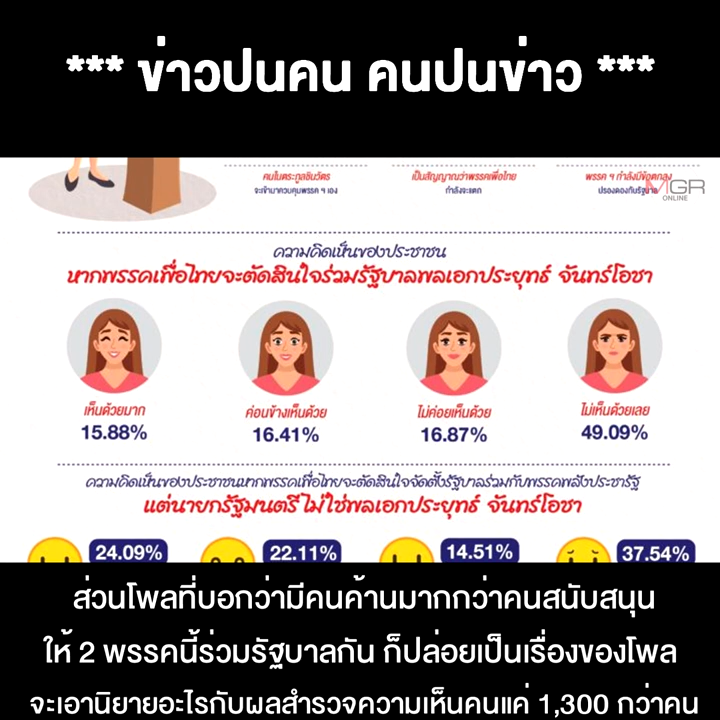 *** ข่าวปนคน คนปนข่าว ***
คนในตระกูลชินวัตร
จะเข้ามาควบคุมพรรค ฯ เอง
เป็นสัญญาณว่าพรรคเพื่อไทย
กำลังจะแตก
พรรค ฯ กำลังมีข้อตกลง
ปรองดองกับรัฐบาล
MGR
ONLINE
ความคิดเห็นของประชาชน
หากพรรคเพื่อไทยจะตัดสินใจร่วมรัฐบาลพลเอกประยุทธ์ จันทร์โอชา
เห็นด้วยมาก
15.88%
ค่อนข้างเห็นด้วย
16.41%
ไม่ค่อยเห็นด้วย
16.87%
ไม่เห็นด้วยเลย
49.09%
ความคิดเห็นของประชาชนหากพรรคเพื่อไทยจะตัดสินใจจัดตั้งรัฐบาลร่วมกับพรรคพลังประชารัฐ
แต่นายกรัฐมนตรี ไม่ใช่พลเอกประยุทธ์ จันทร์โอชา
24.09%
22.11%
14.51%
37.54%
ส่วนโพลที่บอกว่ามีคนค้านมากกว่าคนสนับสนุน
ให้ 2 พรรคนี้ร่วมรัฐบาลกัน ก็ปล่อยเป็นเรื่องของโพล
จะเอานิยายอะไรกับผลสำรวจความเห็นคนแค่ 1,300 กว่าคน